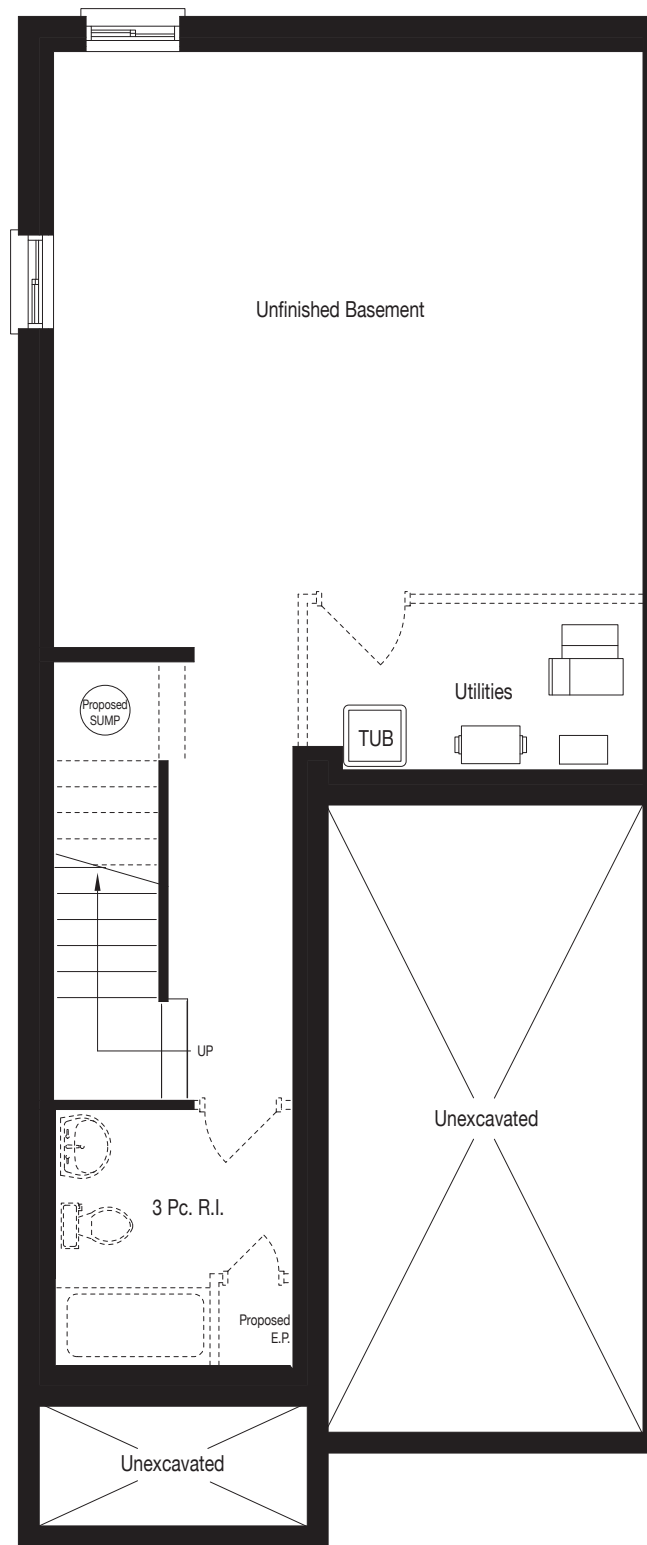 Unfinished Basement
Utilities
Proposed
SUMP
TUB
UP
Unexcavated
3 Pc. R.I.
Proposed
E.P.
Unexcavated